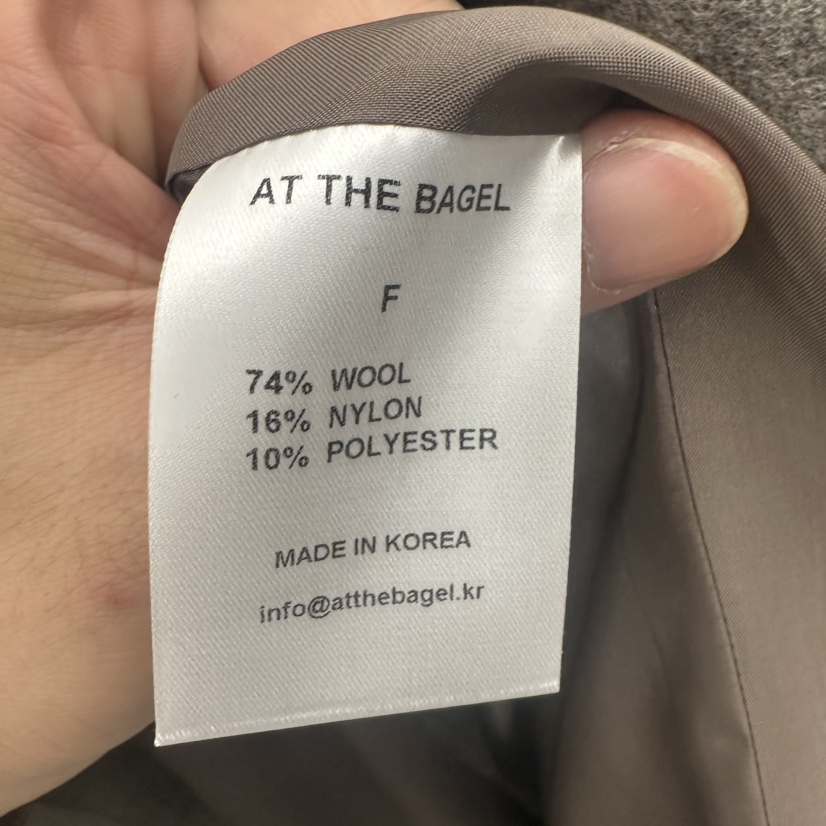 AT THE BAGEL
F
74% WOOL
16% NYLON
10% POLYESTER
MADE IN KOREA
info@atthebagel.kr